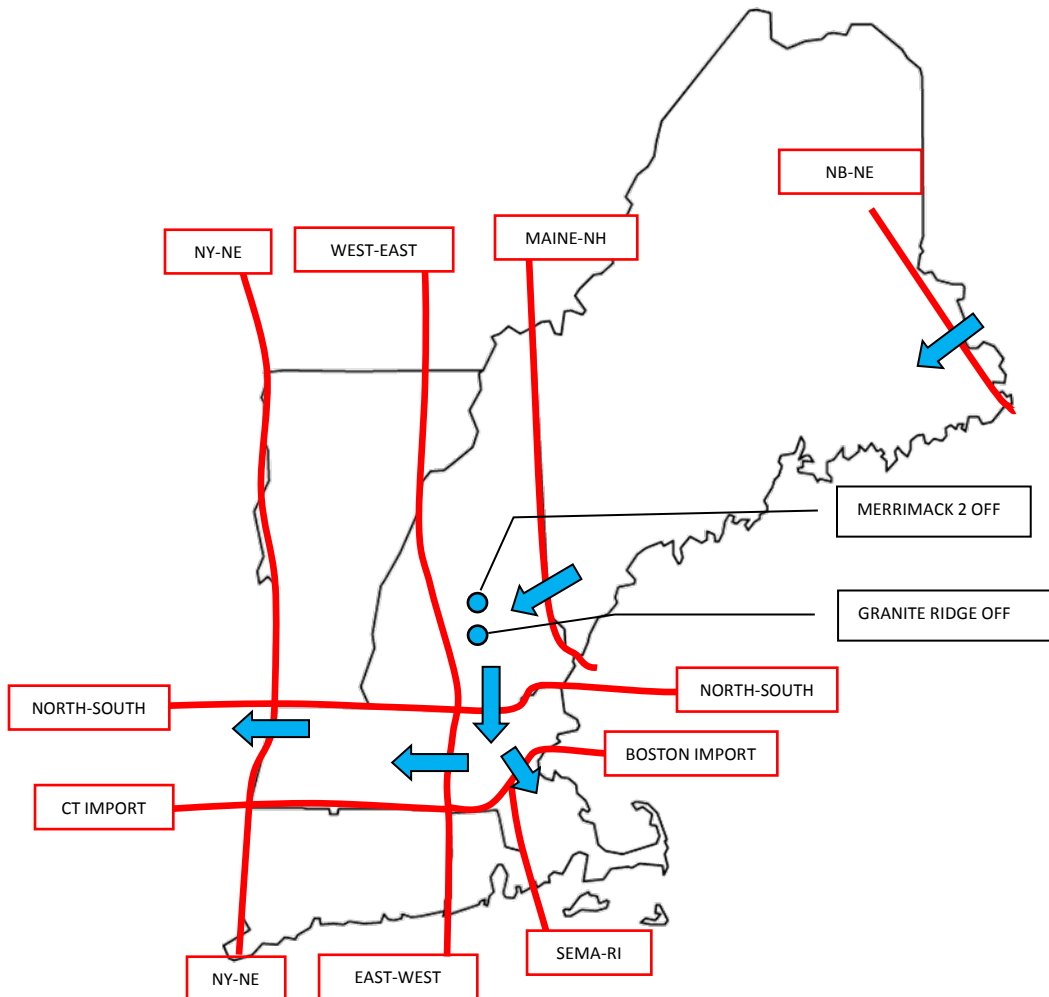 NB-NE
NY-NE
WEST-EAST
MAINE-NH
MERRIMACK 2 OFF
GRANITE RIDGE OFF
NORTH-SOUTH
NORTH-SOUTH
BOSTON IMPORT
CT IMPORT
SEMA-RI
NY-NE
EAST-WEST